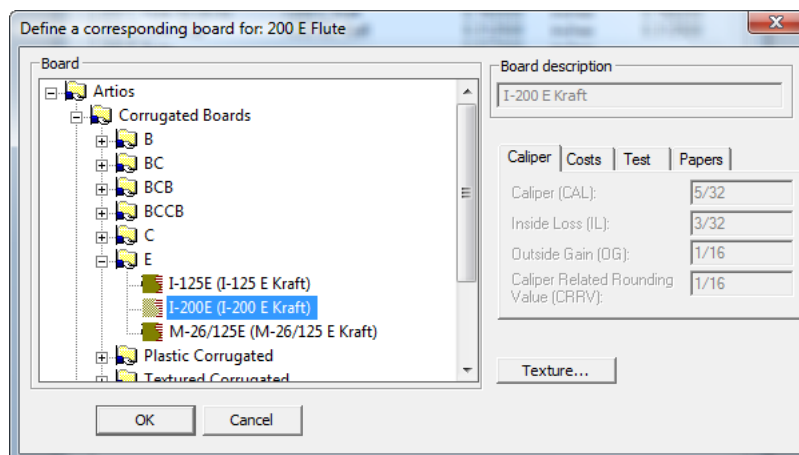 Define a corresponding board for: 200 E Flute
Board
Artios
Corrugated Boards
B
BC
BCB
BCCB
C
E
I-125E (I-125 E Kraft)
I-200E (I-200 E Kraft)
M-26/125E (M-26/125 E Kraft)
Plastic Corrugated
Textured Corrugated
OK
Cancel
Board description
I-200 E Kraft
Caliper Costs Test Papers
Caliper (CAL): 5/32
Inside Loss (IL): 3/32
Outside Gain (OG): 1/16
Caliper Related Rounding
Value (CRRV): 1/16
Texture...